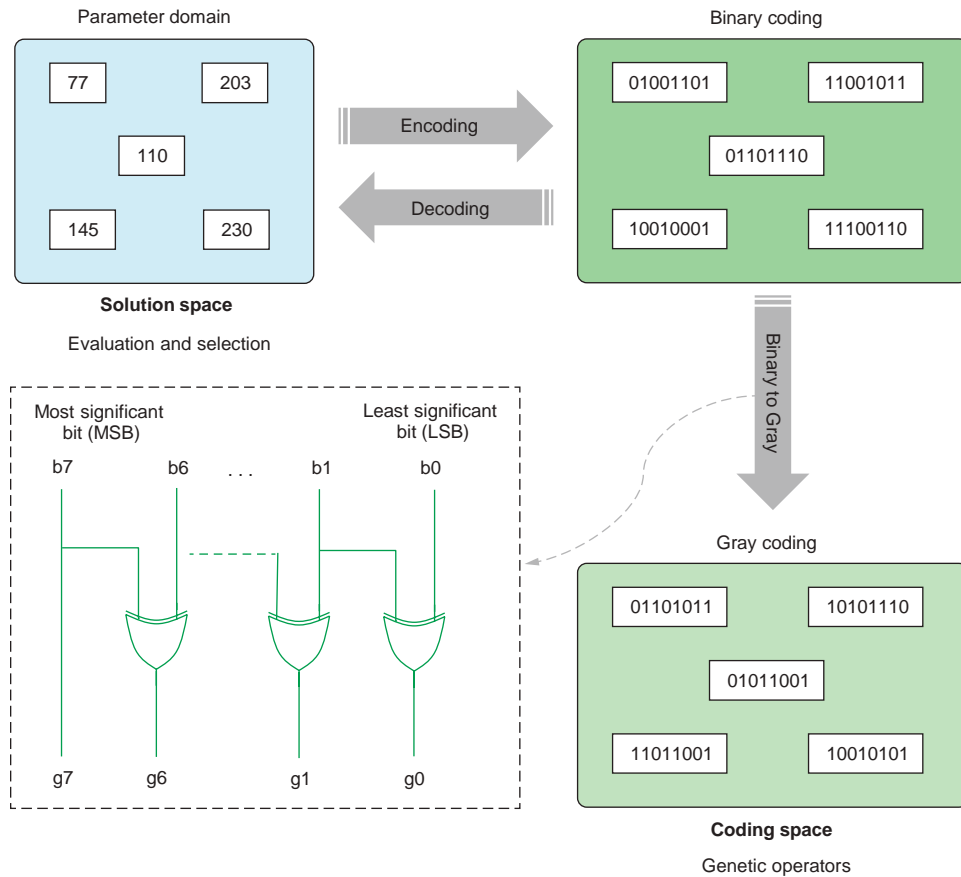 Parameter domain
77
203
110
145
230
Solution space
Evaluation and selection
Encoding
Decoding
Binary coding
01001101
11001011
01101110
10010001
11100110
Binary to Gray
Most significant
bit (MSB)
Least significant
bit (LSB)
b7
b6
. . .
b1
b0
g7
g6
g1
g0
Gray coding
01101011
10101110
01011001
11011001
10010101
Coding space
Genetic operators